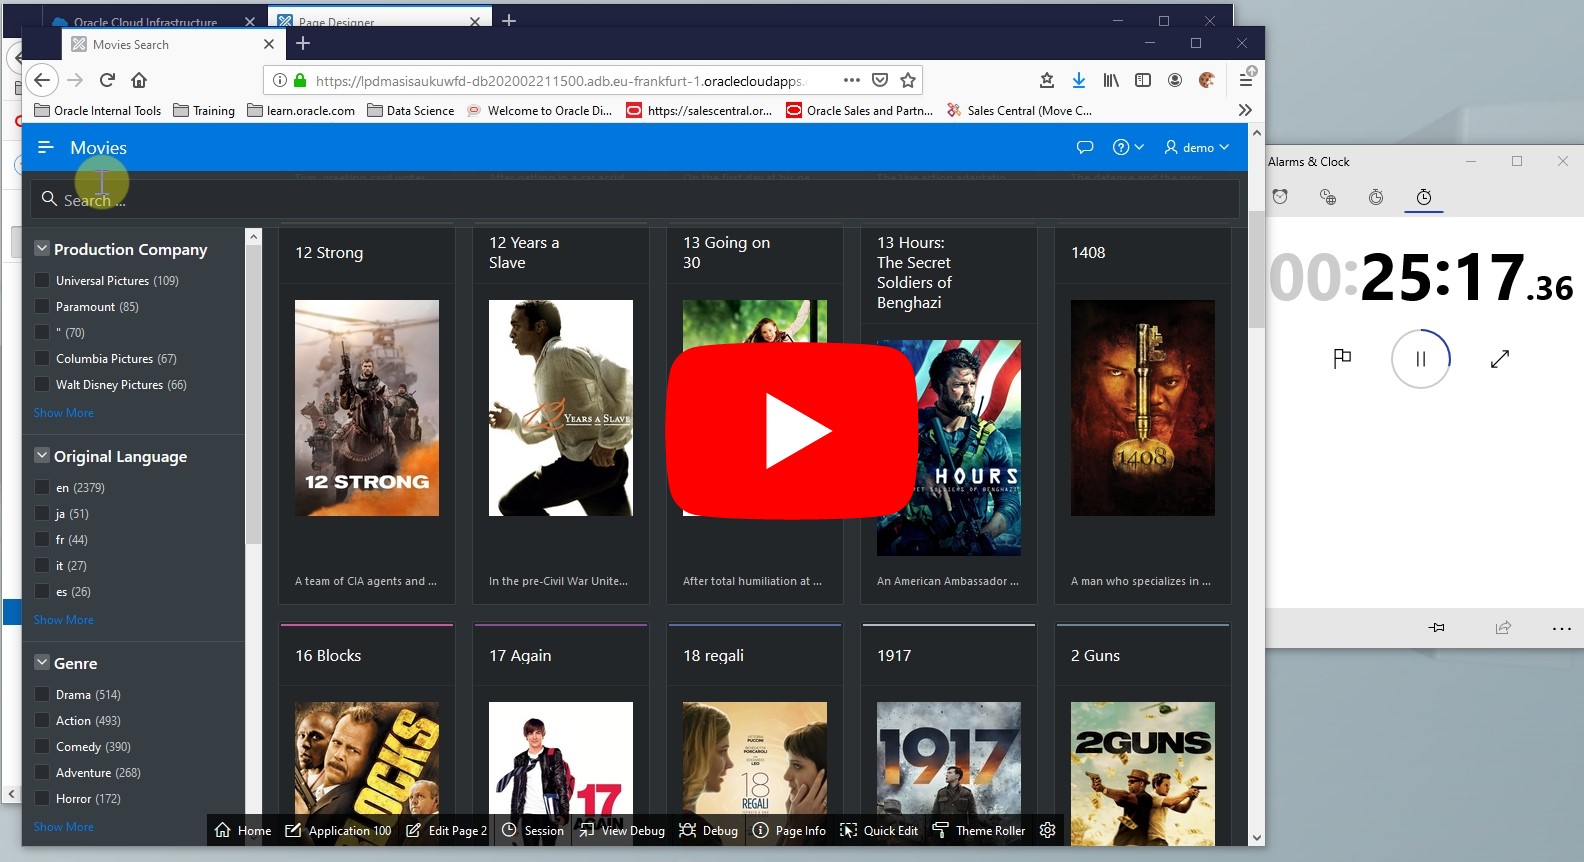 Oracle Cloud Infrastructure
Page Designer
Movies Search
https://lpdmasisaukuwfd-db202002211500.adb.eu-frankfurt-1.oraclecloudapps.
Oracle Internal Tools
Training
learn.oracle.com
Data Science
Welcome to Oracle Di...
https://salescentral.or...
Oracle Sales and Partn...
Sales Central (Move C...
Movies
demo
Search ...
Production Company
Universal Pictures (109)
Paramount (85)
" (70)
Columbia Pictures (67)
Walt Disney Pictures (66)
Show More
Original Language
en (2379)
ja (51)
fr (44)
it (27)
es (26)
Show More
Genre
Drama (514)
Action (493)
Comedy (390)
Adventure (268)
Horror (172)
Show More
12 Strong
12 Years a
Slave
13 Going on
30
13 Hours:
The Secret
Soldiers of
Benghazi
1408
12 STRONG
YEARS A SLAVE
HOURS
1408
A team of CIA agents and ...
In the pre-Civil War Unite...
After total humiliation at ...
An American Ambassador ...
A man who specializes in ...
16 Blocks
17 Again
18 regali
1917
2 Guns
17
18
REGALI
1917
2GUNS
Home
Application 100
Edit Page 2
Session
View Debug
Debug
Page Info
Quick Edit
Theme Roller
Alarms & Clock
00:25:17.36